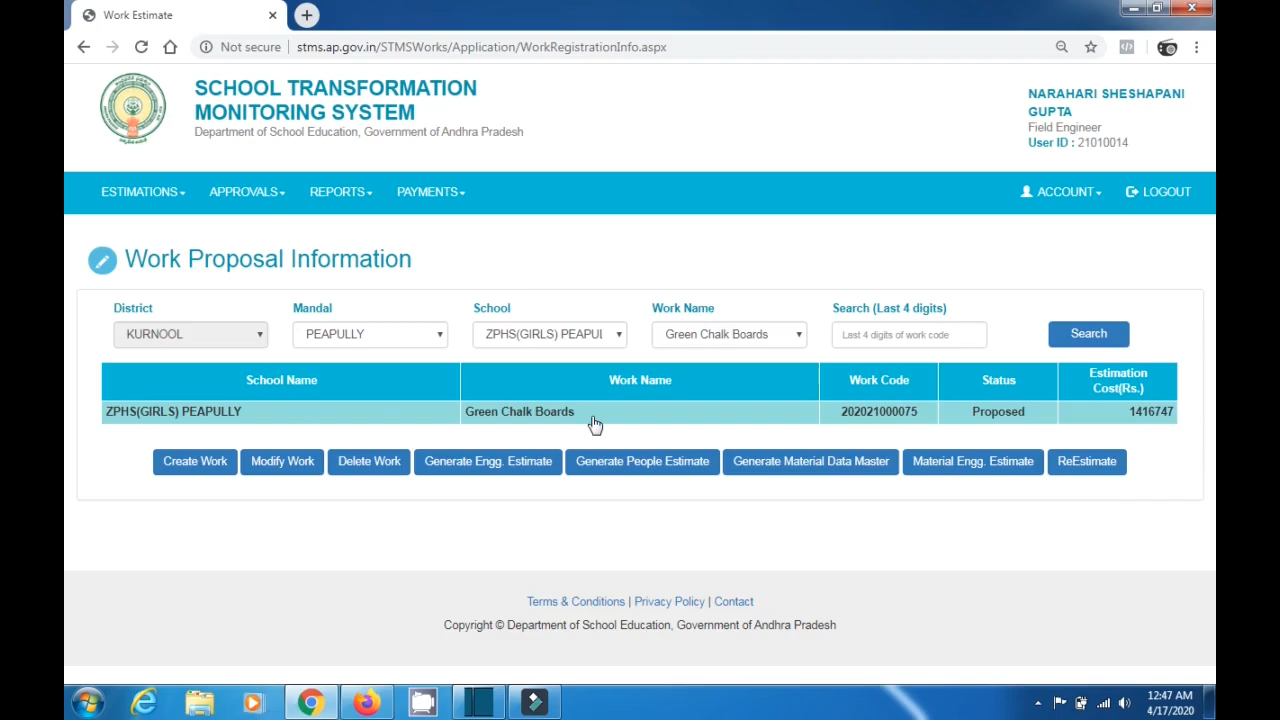 Work Estimate
Not secure | stms.ap.gov.in/STMSWorks/Application/WorkRegistrationInfo.aspx
SCHOOL TRANSFORMATION
MONITORING SYSTEM
Department of School Education, Government of Andhra Pradesh
NARAHARI SHESHAPANI
GUPTA
Field Engineer
User ID : 21010014
ESTIMATIONS APPROVALS REPORTS PAYMENTS ACCOUNT LOGOUT
Work Proposal Information
District Mandal School Work Name Search (Last 4 digits)
KURNOOL PEAPULLY ZPHS(GIRLS) PEAPUI Green Chalk Boards Last 4 digits of work code Search
School Name Work Name Work Code Status Estimation
Cost(Rs.)
ZPHS(GIRLS) PEAPULLY Green Chalk Boards 202021000075 Proposed 1416747
Create Work Modify Work Delete Work Generate Engg. Estimate Generate People Estimate Generate Material Data Master Material Engg. Estimate ReEstimate
Terms & Conditions | Privacy Policy | Contact
Copyright © Department of School Education, Government of Andhra Pradesh
12:47 AM
4/17/2020